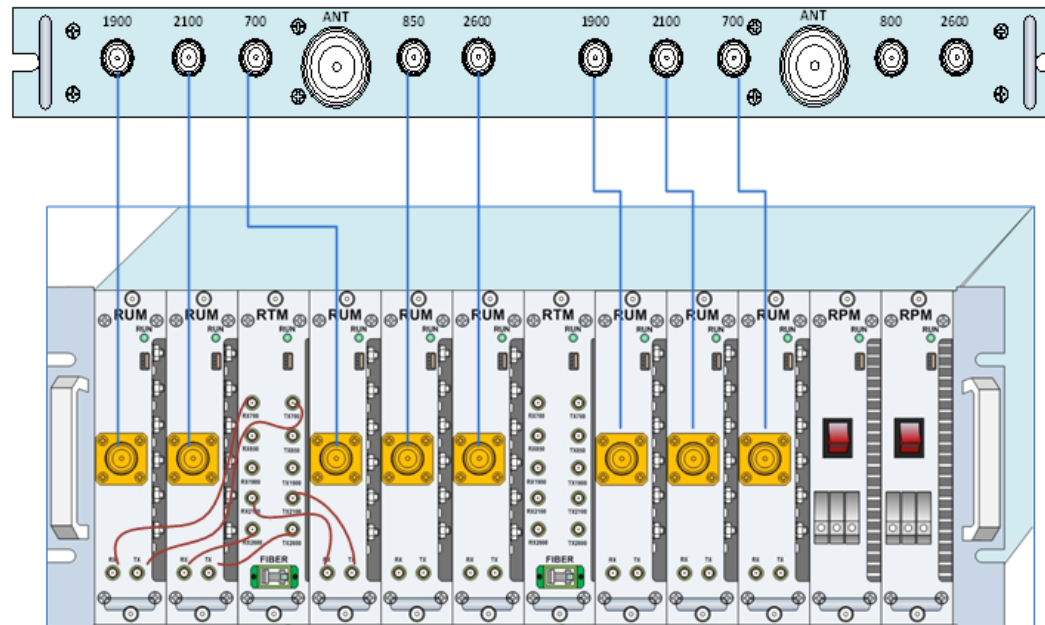 1900 2100 700 ANT 850 2600 1900 2100 700 ANT 800 2600
RUM RUM RTM RUM RUM RUM RTM RUM RUM RUM RPM RPM
RUN RUN RUN RUN RUN RUN RUN RUN RUN RUN RUN RUN
RX700 TX700 RX700 TX700
RX850 TX850 RX850 TX850
RX1900 TX1900 RX1900 TX1900
RX2100 TX2100 RX2100 TX2100
RX2600 TX2600 RX2600 TX2600
FIBER FIBER
RX TX RX TX RX TX RX TX RX TX RX TX RX TX RX TX